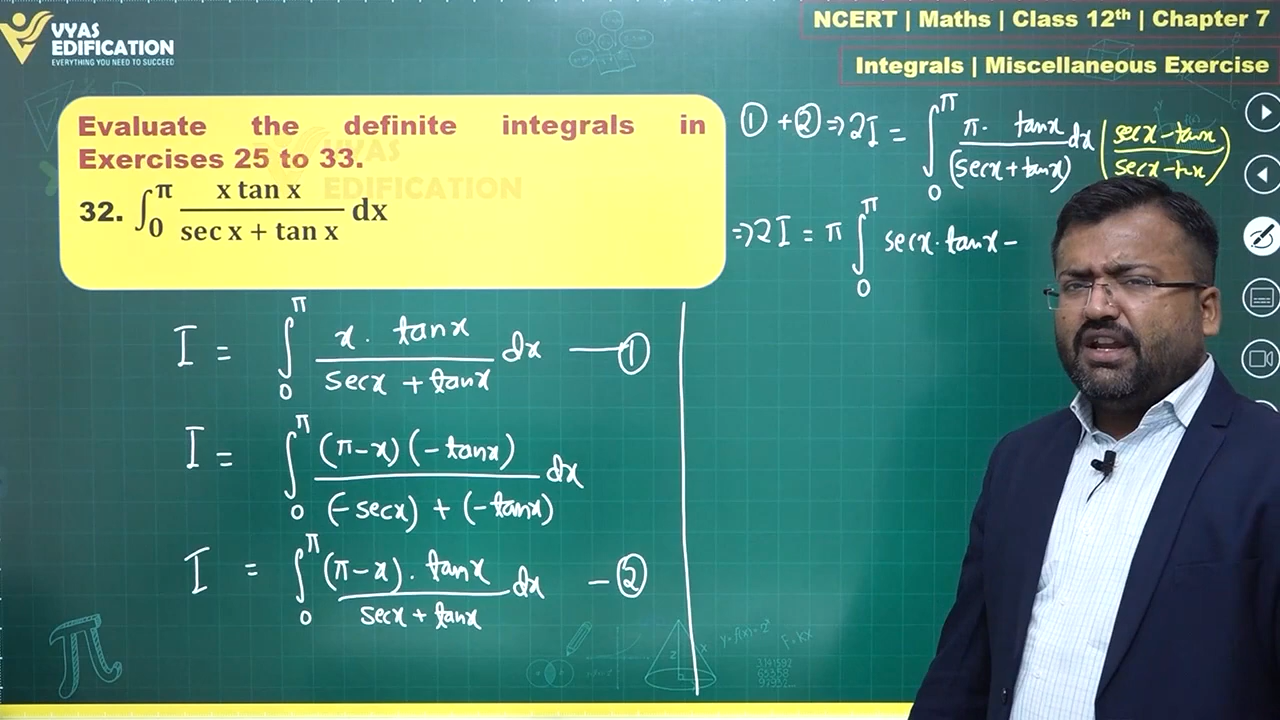 VYAS
EDIFICATION
EVERYTHING YOU NEED TO SUCCEED
NCERT | Maths | Class 12th | Chapter 7
Integrals | Miscellaneous Exercise
Evaluate the definite integrals in
Exercises 25 to 33.
32. ∫₀^π (x tan x)/(sec x + tan x) dx
I = ∫₀^π (x · tanx)/(secx + tanx) dx —①
I = ∫₀^π ((π-x)(-tanx))/((-secx) + (-tanx)) dx
I = ∫₀^π ((π-x) · tanx)/(secx + tanx) dx -②
① + ② ⇒ 2I = ∫₀^π (π · tanx)/(secx + tanx) dx ((secx - tanx)/(secx - tanx))
⇒ 2I = π ∫₀^π secx · tanx -
VYAS
EDIFICATION